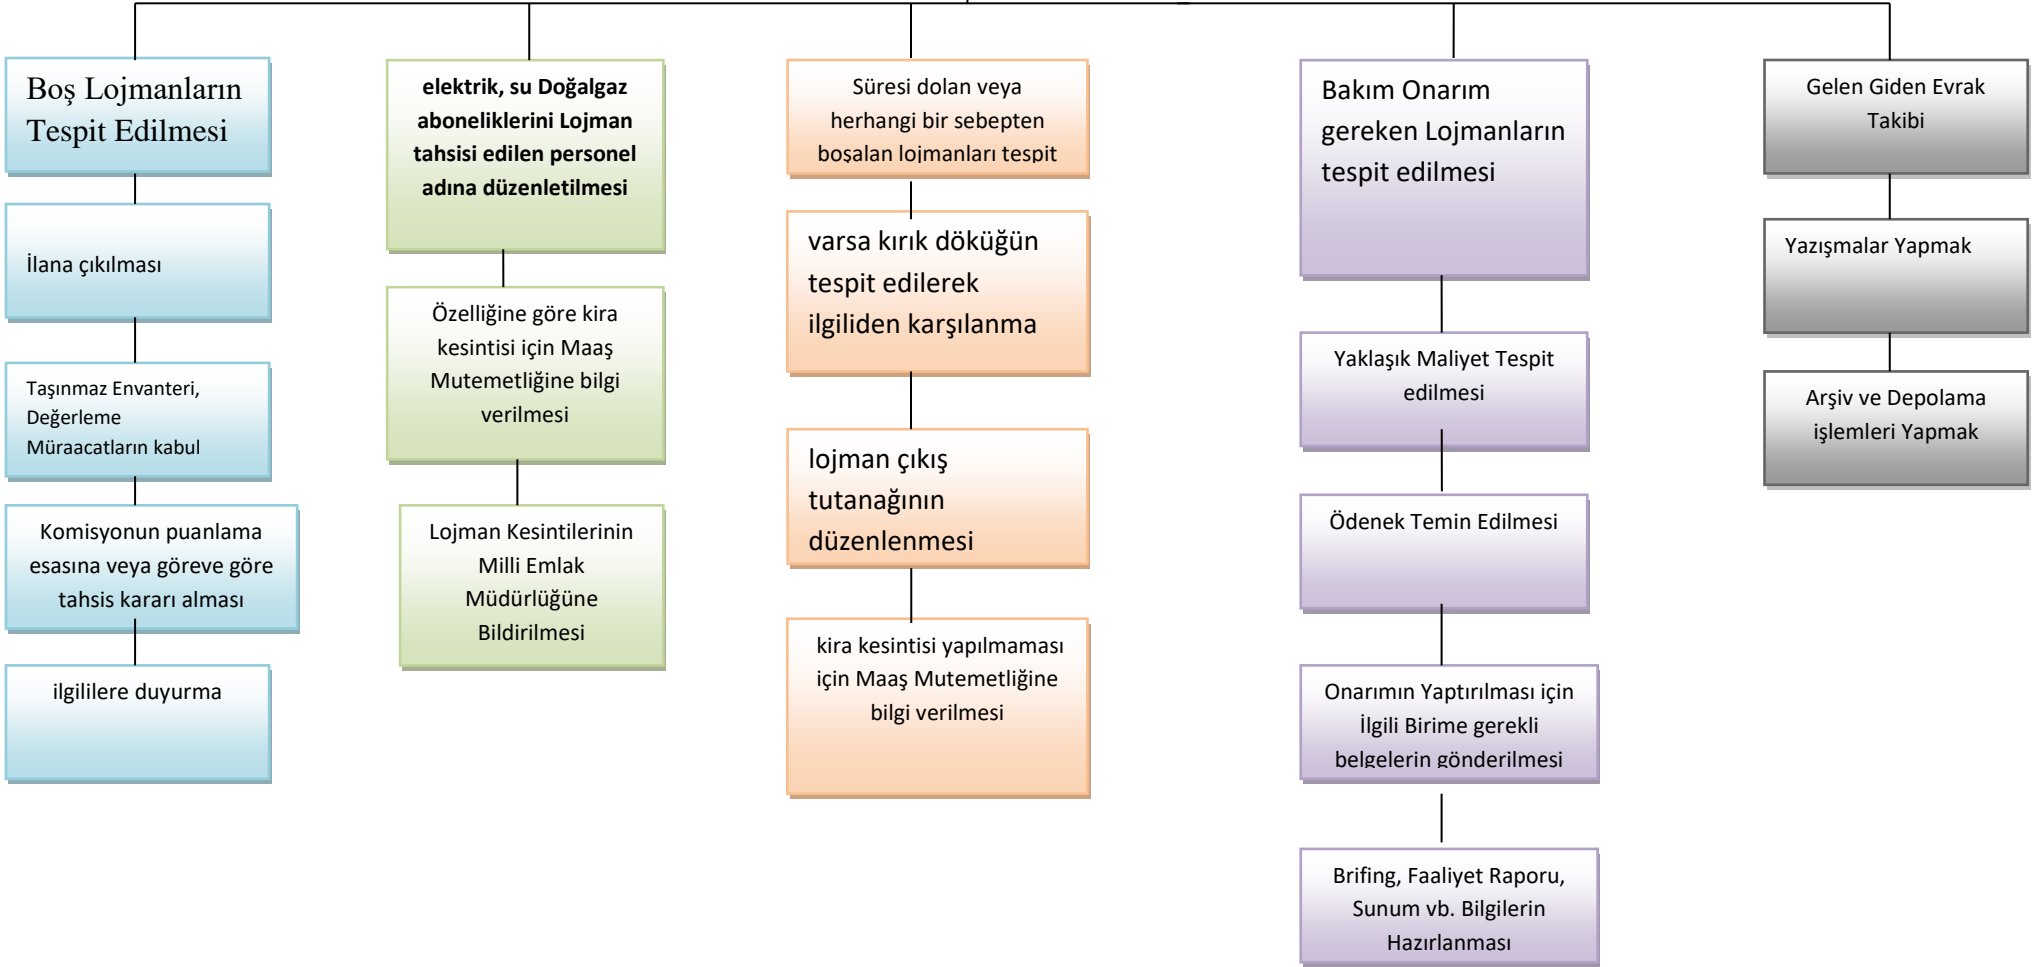 Boş Lojmanların
Tespit Edilmesi
İlana çıkılması
Taşınmaz Envanteri,
Değerleme
Müraacatların kabul
Komisyonun puanlama
esasına veya göreve göre
tahsis kararı alması
ilgililere duyurma
elektrik, su Doğalgaz
aboneliklerini Lojman
tahsisi edilen personel
adına düzenletilmesi
Özelliğine göre kira
kesintisi için Maaş
Mutemetliğine bilgi
verilmesi
Lojman Kesintilerinin
Milli Emlak
Müdürlüğüne
Bildirilmesi
Süresi dolan veya
herhangi bir sebepten
boşalan lojmanları tespit
varsa kırık döküğün
tespit edilerek
ilgiliden karşılanma
lojman çıkış
tutanağının
düzenlenmesi
kira kesintisi yapılmaması
için Maaş Mutemetliğine
bilgi verilmesi
Bakım Onarım
gereken Lojmanların
tespit edilmesi
Yaklaşık Maliyet Tespit
edilmesi
Ödenek Temin Edilmesi
Onarımın Yaptırılması için
İlgili Birime gerekli
belgelerin gönderilmesi
Brifing, Faaliyet Raporu,
Sunum vb. Bilgilerin
Hazırlanması
Gelen Giden Evrak
Takibi
Yazışmalar Yapmak
Arşiv ve Depolama
işlemleri Yapmak